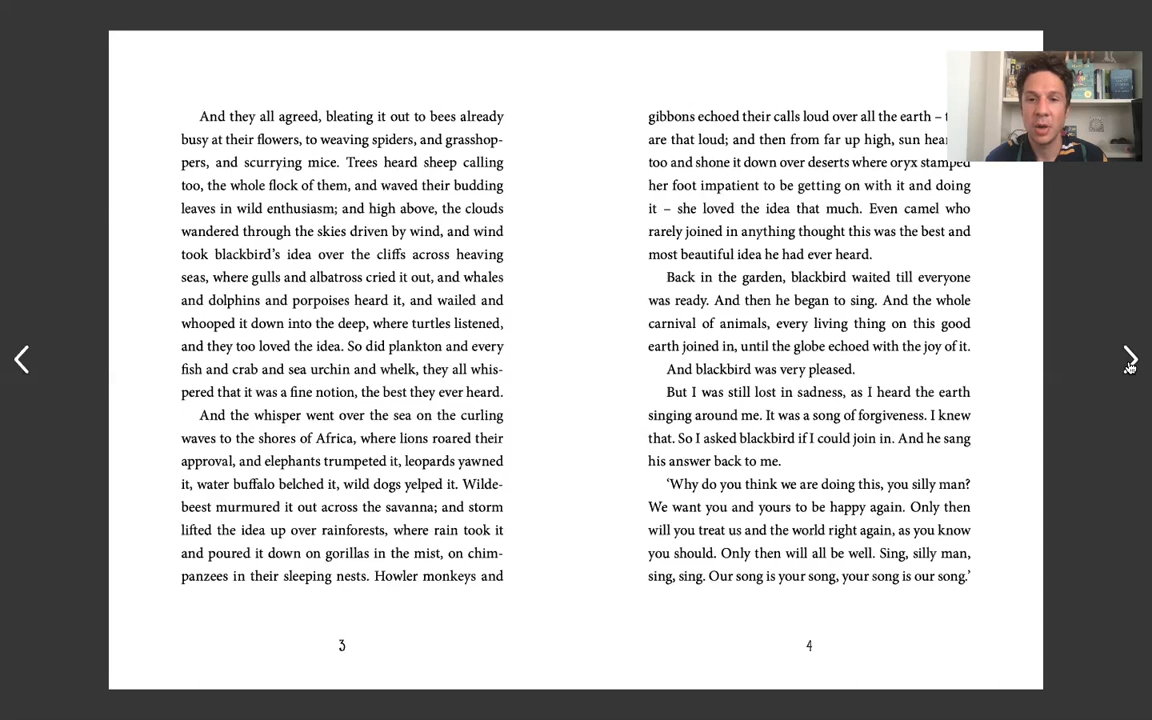 And they all agreed, bleating it out to bees already
busy at their flowers, to weaving spiders, and grasshop-
pers, and scurrying mice. Trees heard sheep calling
too, the whole flock of them, and waved their budding
leaves in wild enthusiasm; and high above, the clouds
wandered through the skies driven by wind, and wind
took blackbird’s idea over the cliffs across heaving
seas, where gulls and albatross cried it out, and whales
and dolphins and porpoises heard it, and wailed and
whooped it down into the deep, where turtles listened,
and they too loved the idea. So did plankton and every
fish and crab and sea urchin and whelk, they all whis-
pered that it was a fine notion, the best they ever heard.
And the whisper went over the sea on the curling
waves to the shores of Africa, where lions roared their
approval, and elephants trumpeted it, leopards yawned
it, water buffalo belched it, wild dogs yelped it. Wilde-
beest murmured it out across the savanna; and storm
lifted the idea up over rainforests, where rain took it
and poured it down on gorillas in the mist, on chim-
panzees in their sleeping nests. Howler monkeys and
3
gibbons echoed their calls loud over all the earth –
are that loud; and then from far up high, sun
too and shone it down over deserts where oryx stamped
her foot impatient to be getting on with it and doing
it – she loved the idea that much. Even camel who
rarely joined in anything thought this was the best and
most beautiful idea he had ever heard.
Back in the garden, blackbird waited till everyone
was ready. And then he began to sing. And the whole
carnival of animals, every living thing on this good
earth joined in, until the globe echoed with the joy of it.
And blackbird was very pleased.
But I was still lost in sadness, as I heard the earth
singing around me. It was a song of forgiveness. I knew
that. So I asked blackbird if I could join in. And he sang
his answer back to me.
‘Why do you think we are doing this, you silly man?
We want you and yours to be happy again. Only then
will you treat us and the world right again, as you know
you should. Only then will all be well. Sing, silly man,
sing, sing. Our song is your song, your song is our song.’
4